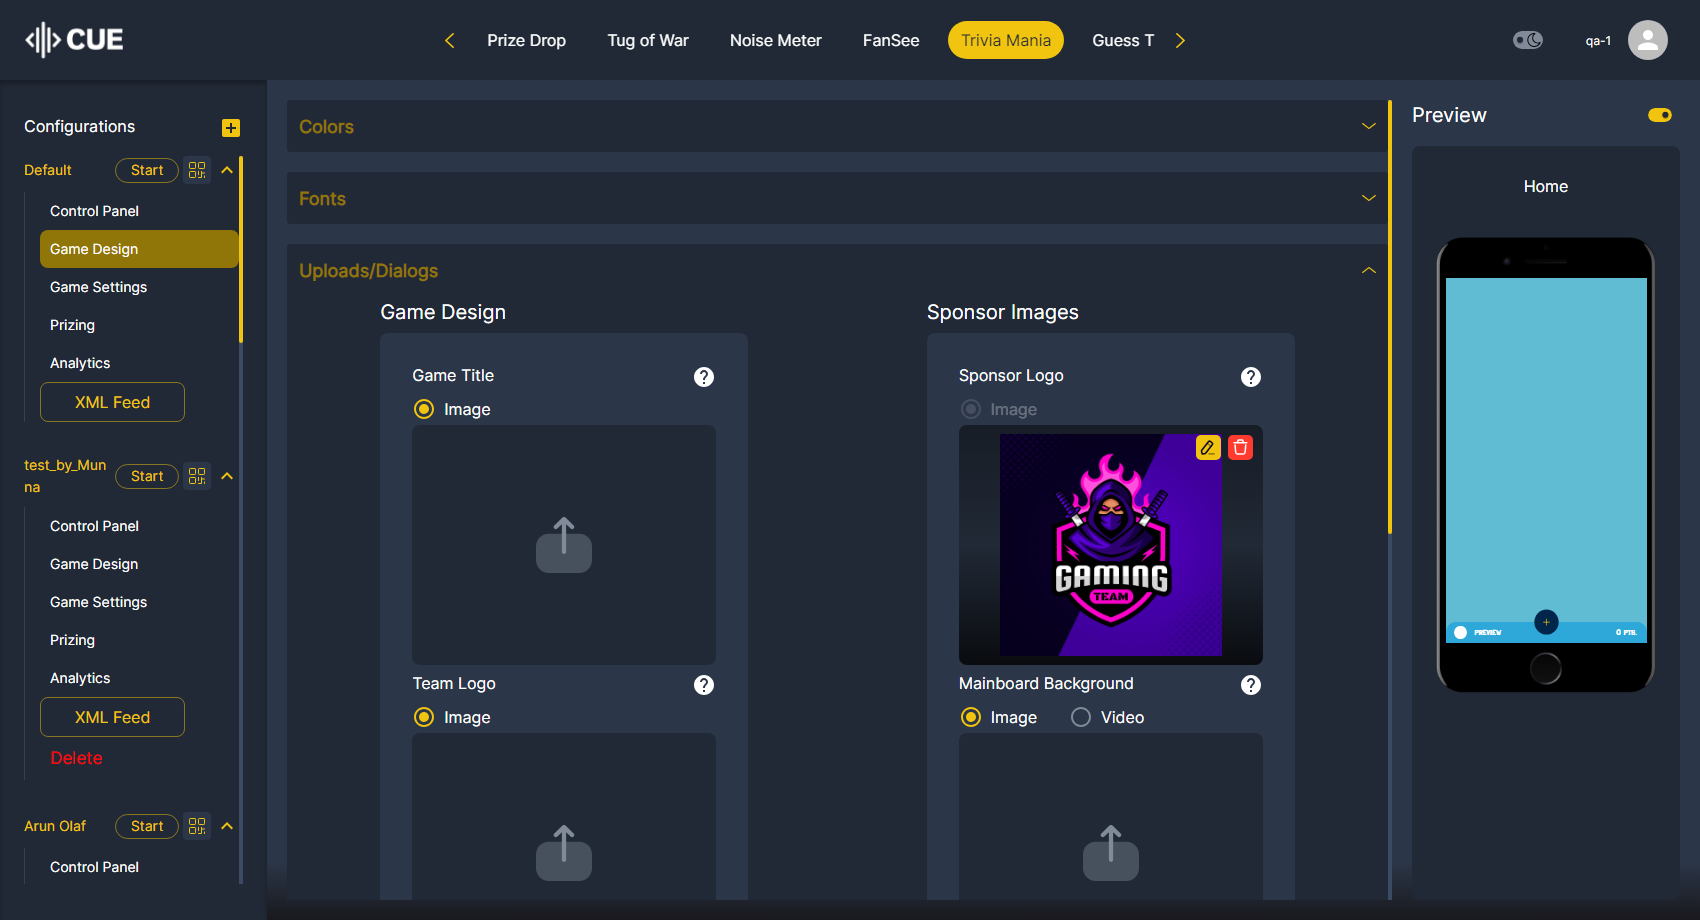 CUE
Prize Drop
Tug of War
Noise Meter
FanSee
Trivia Mania
Guess T
qa-1
Configurations
Default
Start
Control Panel
Game Design
Game Settings
Prizing
Analytics
XML Feed
test_by_Mun
na
Start
Control Panel
Game Design
Game Settings
Prizing
Analytics
XML Feed
Delete
Arun Olaf
Start
Control Panel
Colors
Fonts
Uploads/Dialogs
Game Design
Game Title
Image
Team Logo
Image
Sponsor Images
Sponsor Logo
Image
GAMING
TEAM
Mainboard Background
Image
Video
Preview
Home
PREVIEW
0 PTS.